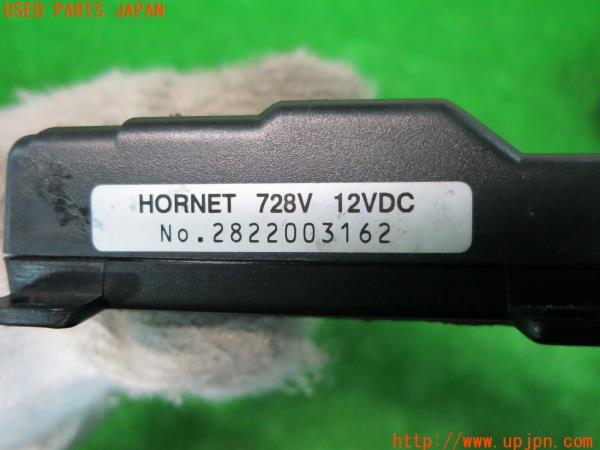 USED PARTS JAPAN
HORNET 728V 12VDC
No.2822003162
http://www.upjpn.com/